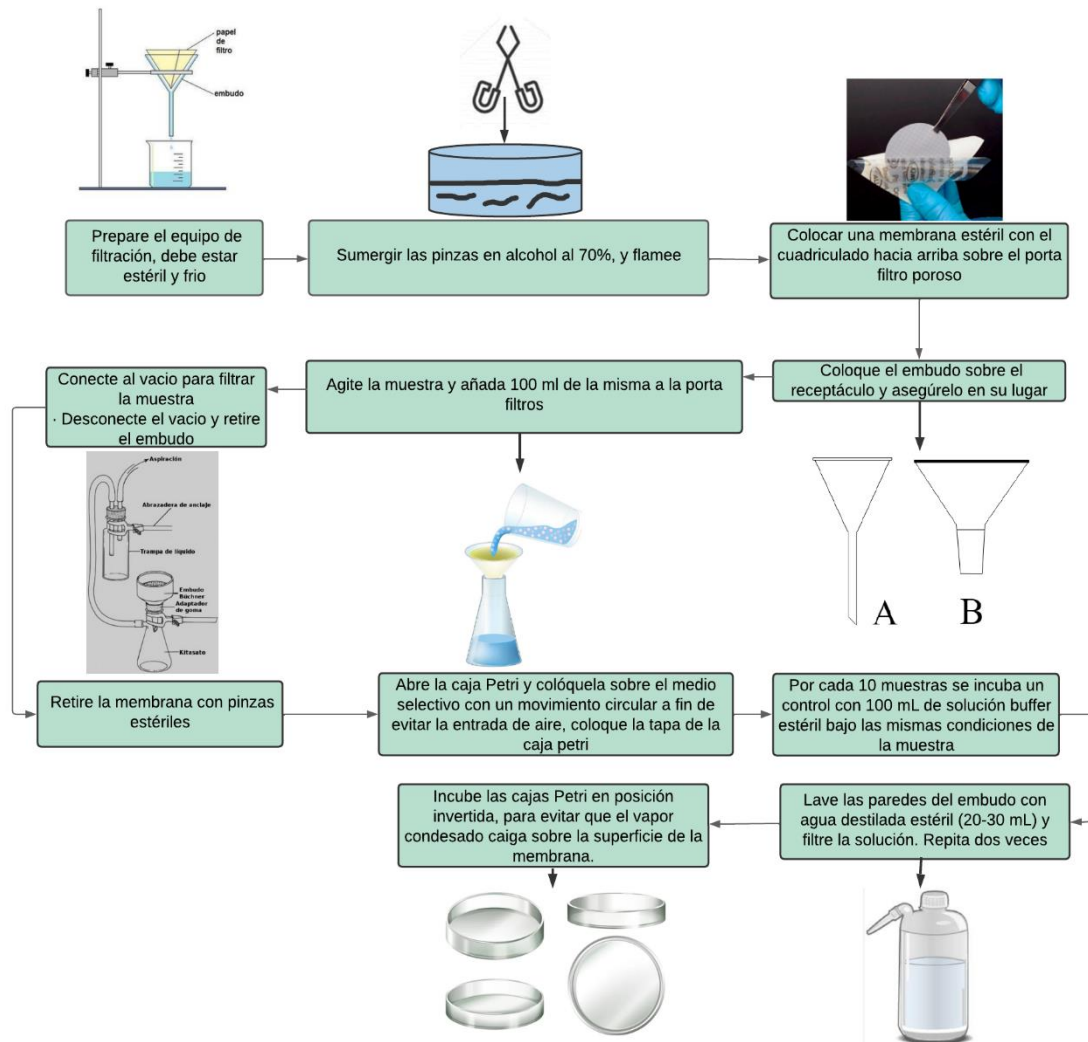 papel
de
filtro
embudo
Prepare el equipo de
filtración, debe estar
estéril y frio
Sumergir las pinzas en alcohol al 70%, y flamee
Colocar una membrana estéril con el
cuadriculado hacia arriba sobre el porta
filtro poroso
Coloque el embudo sobre el
receptáculo y asegúrelo en su lugar
A
B
Agite la muestra y añada 100 ml de la misma a la porta
filtros
Conecte al vacio para filtrar
la muestra
· Desconecte el vacio y retire
el embudo
Aspiración
Abrazadera de anclaje
Trampa de líquido
Embudo
Büchner
Adaptador
de goma
Kitasato
Retire la membrana con pinzas
estériles
Abre la caja Petri y colóquela sobre el medio
selectivo con un movimiento circular a fin de
evitar la entrada de aire, coloque la tapa de la
caja petri
Por cada 10 muestras se incuba un
control con 100 mL de solución buffer
estéril bajo las mismas condiciones de
la muestra
Lave las paredes del embudo con
agua destilada estéril (20-30 mL) y
filtre la solución. Repita dos veces
Incube las cajas Petri en posición
invertida, para evitar que el vapor
condesado caiga sobre la superficie de la
membrana.